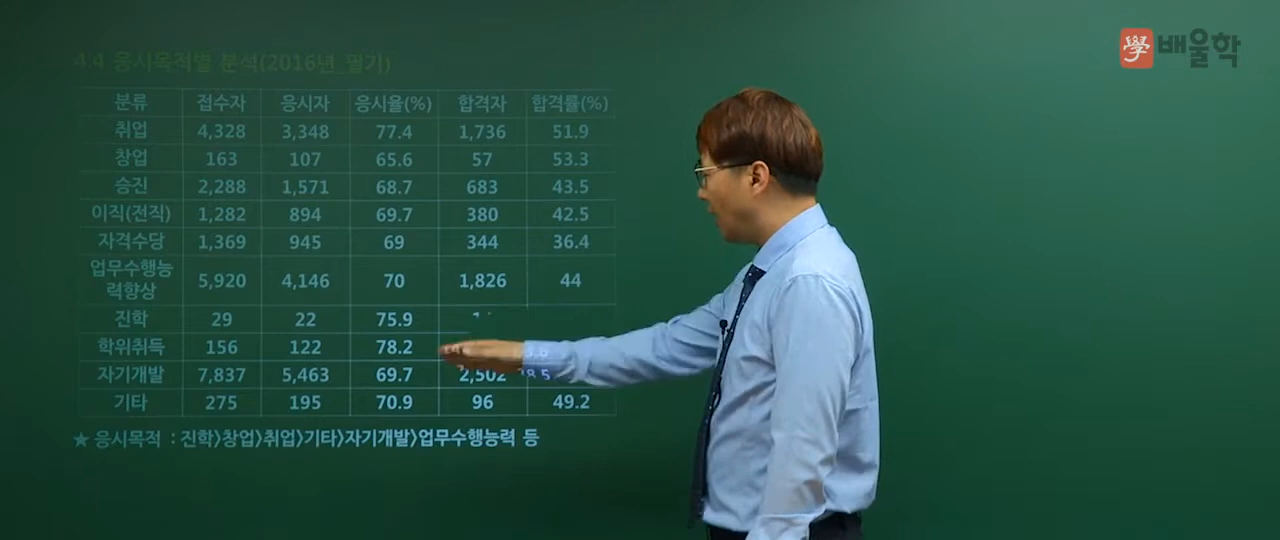 學 배울학
4.4 응시목적별 분석(2016년_필기)
분류 접수자 응시자 응시율(%) 합격자 합격률(%)
취업 4,328 3,348 77.4 1,736 51.9
창업 163 107 65.6 57 53.3
승진 2,288 1,571 68.7 683 43.5
이직(전직) 1,282 894 69.7 380 42.5
자격수당 1,369 945 69 344 36.4
업무수행능
력향상 5,920 4,146 70 1,826 44
진학 29 22 75.9
학위취득 156 122 78.2
자기개발 7,837 5,463 69.7 2,502
기타 275 195 70.9 96 49.2
★ 응시목적 : 진학>창업>취업>기타>자기개발>업무수행능력 등